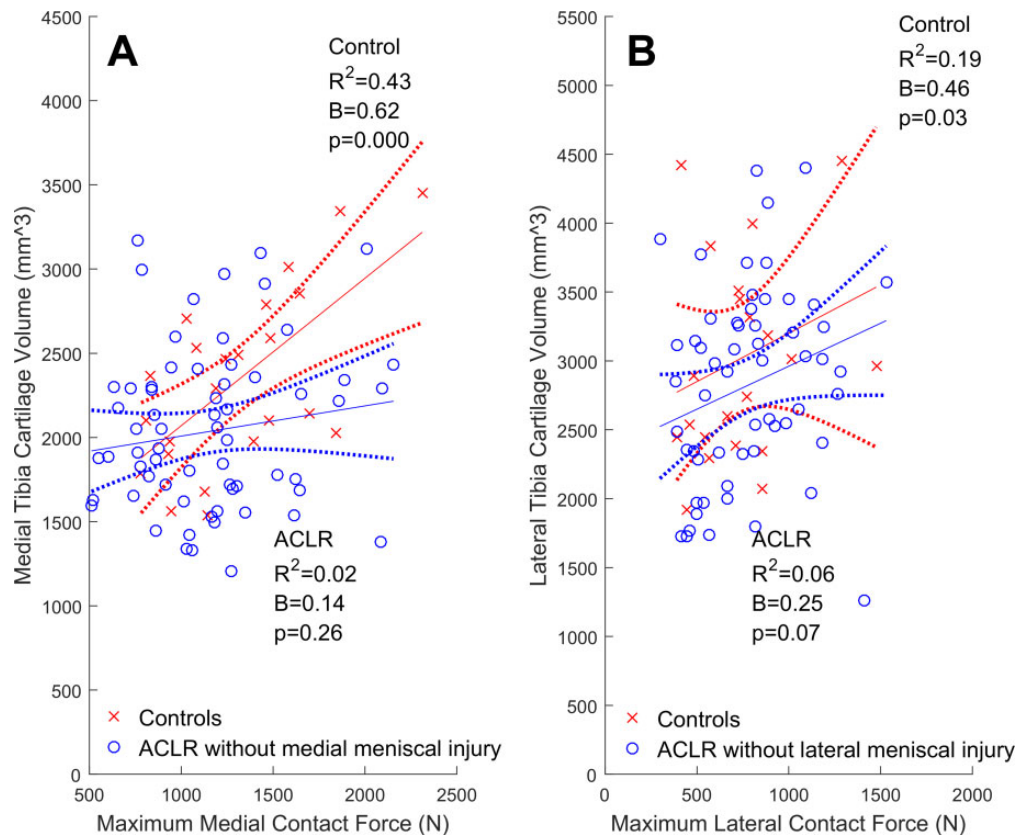 A
Control
R^2=0.43
B=0.62
p=0.000
ACLR
R^2=0.02
B=0.14
p=0.26
Controls
ACLR without medial meniscal injury
Medial Tibia Cartilage Volume (mm^3)
4500
4000
3500
3000
2500
2000
1500
1000
500
0
500
1000
1500
2000
2500
Maximum Medial Contact Force (N)
B
Control
R^2=0.19
B=0.46
p=0.03
ACLR
R^2=0.06
B=0.25
p=0.07
Controls
ACLR without lateral meniscal injury
Lateral Tibia Cartilage Volume (mm^3)
5500
5000
4500
4000
3500
3000
2500
2000
1500
1000
500
0
0
500
1000
1500
2000
Maximum Lateral Contact Force (N)